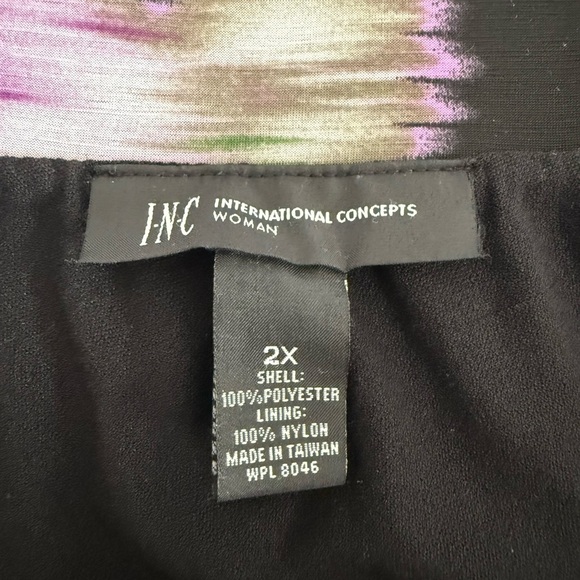 I·N·C INTERNATIONAL CONCEPTS
WOMAN
2X
SHELL:
100%POLYESTER
LINING:
100% NYLON
MADE IN TAIWAN
WPL 8046